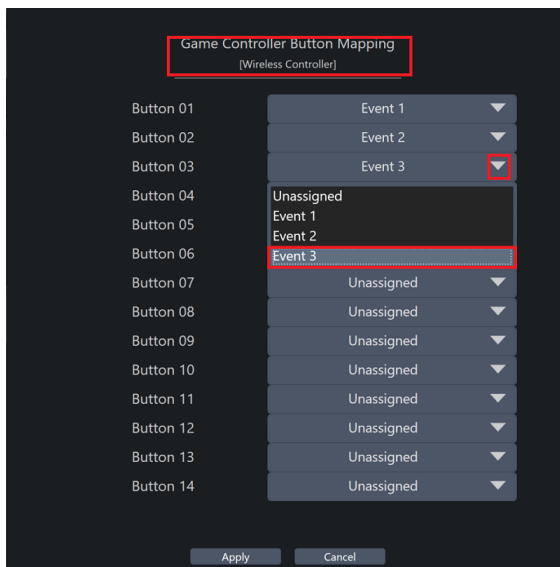 Game Controller Button Mapping
[Wireless Controller]
Button 01 Event 1
Button 02 Event 2
Button 03 Event 3
Button 04 Unassigned
Event 1
Button 05
Event 2
Button 06 Event 3
Button 07 Unassigned
Button 08 Unassigned
Button 09 Unassigned
Button 10 Unassigned
Button 11 Unassigned
Button 12 Unassigned
Button 13 Unassigned
Button 14 Unassigned
Apply Cancel